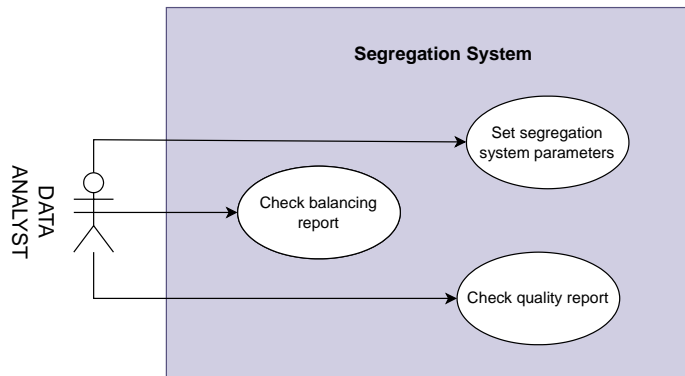 Segregation System
Set segregation
system parameters
DATA
ANALYST
Check balancing
report
Check quality report